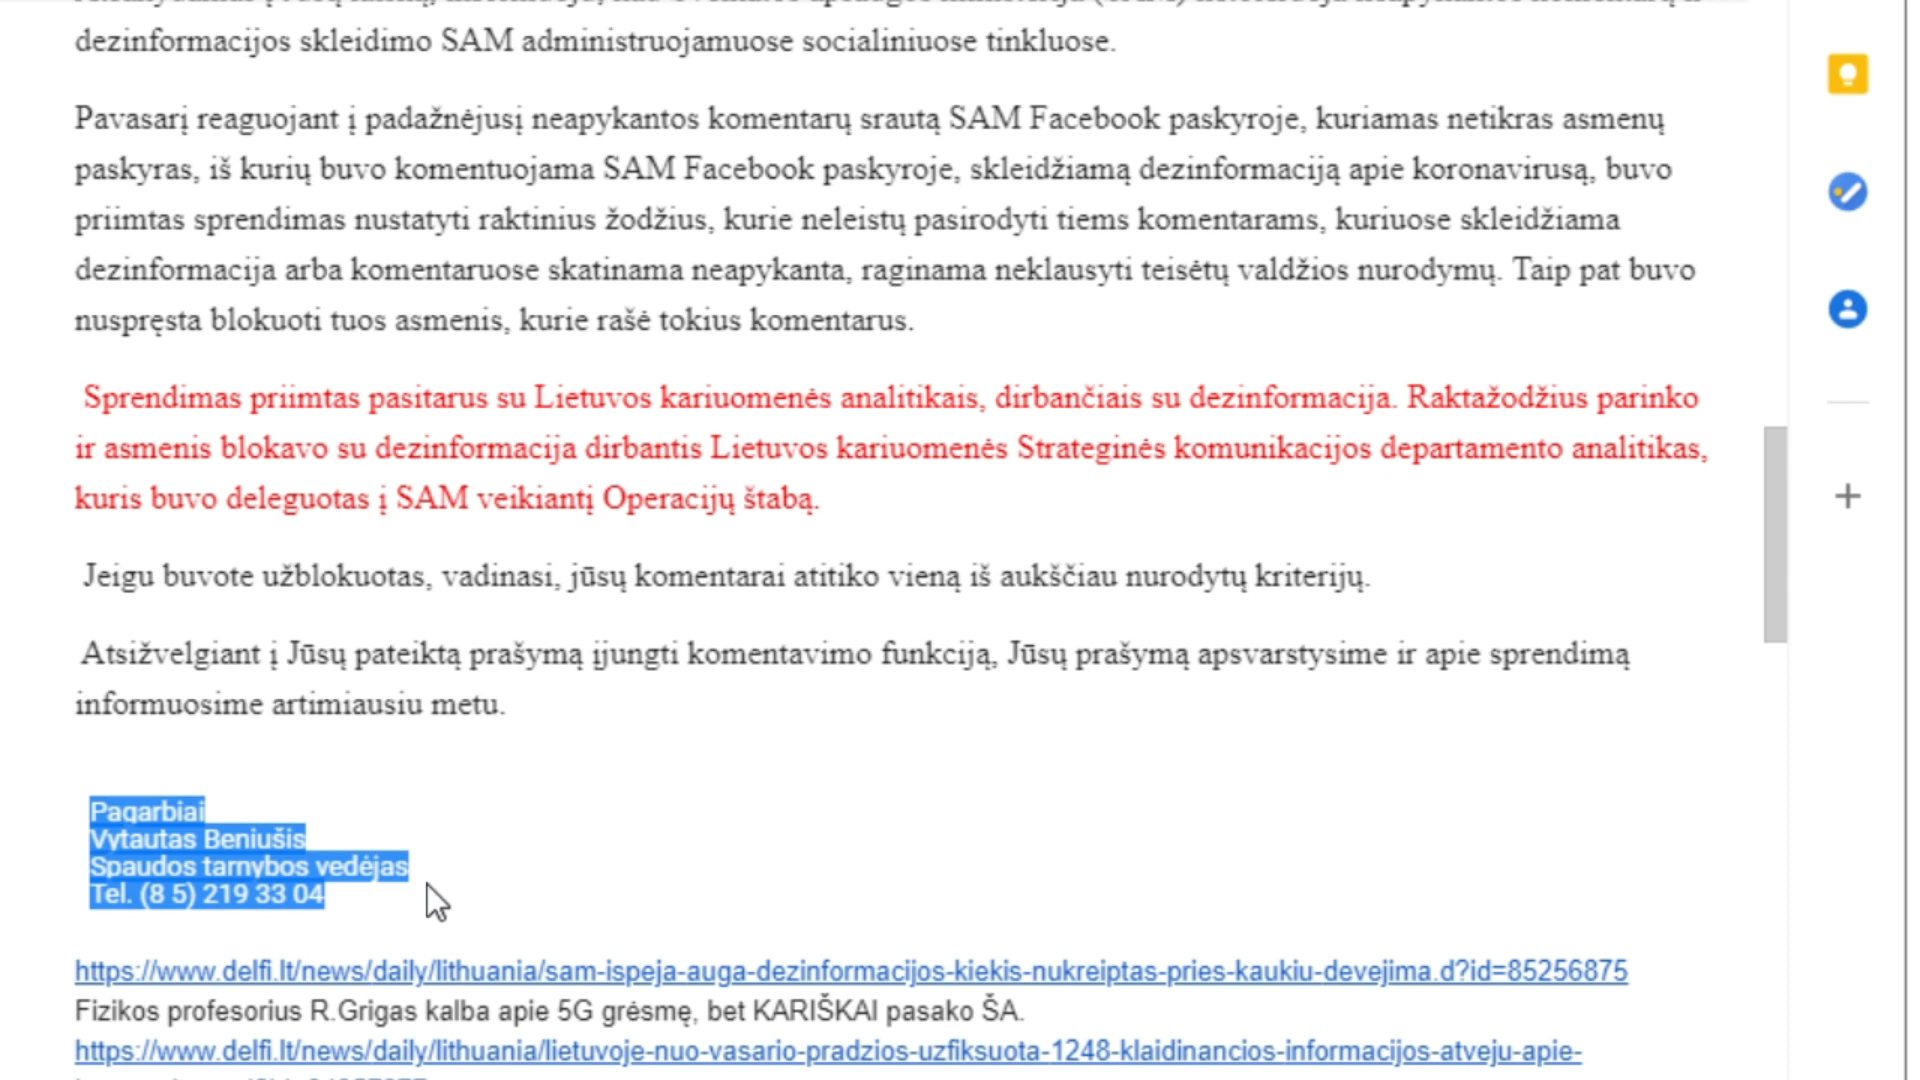 dezinformacijos skleidimo SAM administruojamuose socialiniuose tinkluose.
Pavasarį reaguojant į padažnėjusį neapykantos komentarų srautą SAM Facebook paskyroje, kuriamas netikras asmenų
paskyras, iš kurių buvo komentuojama SAM Facebook paskyroje, skleidžiamą dezinformaciją apie koronavirusą, buvo
priimtas sprendimas nustatyti raktinius žodžius, kurie neleistų pasirodyti tiems komentarams, kuriuose skleidžiama
dezinformacija arba komentaruose skatinama neapykanta, raginama neklausyti teisėtų valdžios nurodymų. Taip pat buvo
nuspręsta blokuoti tuos asmenis, kurie rašė tokius komentarus.
Sprendimas priimtas pasitarus su Lietuvos kariuomenės analitikais, dirbančiais su dezinformacija. Raktažodžius parinko
ir asmenis blokavo su dezinformacija dirbantis Lietuvos kariuomenės Strateginės komunikacijos departamento analitikas,
kuris buvo deleguotas į SAM veikiantį Operacijų štabą.
Jeigu buvote užblokuotas, vadinasi, jūsų komentarai atitiko vieną iš aukščiau nurodytų kriterijų.
Atsižvelgiant į Jūsų pateiktą prašymą įjungti komentavimo funkciją, Jūsų prašymą apsvarstysime ir apie sprendimą
informuosime artimiausiu metu.
Pagarbiai
Vytautas Beniušis
Spaudos tarnybos vedėjas
Tel. (8 5) 219 33 04
https://www.delfi.lt/news/daily/lithuania/sam-ispeja-auga-dezinformacijos-kiekis-nukreiptas-pries-kaukiu-devejima.d?id=85256875
Fizikos profesorius R.Grigas kalba apie 5G grėsmę, bet KARIŠKAI pasako ŠA.
https://www.delfi.lt/news/daily/lithuania/lietuvoje-nuo-vasario-pradzios-uzfiksuota-1248-klaidinancios-informacijos-atveju-apie-